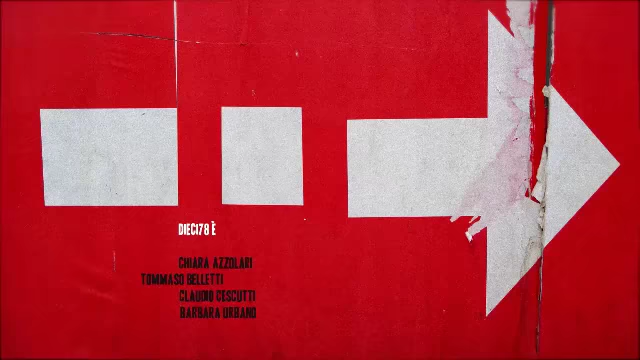 DIECI78 È
CHIARA AZZOLARI
TOMMASO BELLETTI
CLAUDIO CESCUTTI
BARBARA URBANO